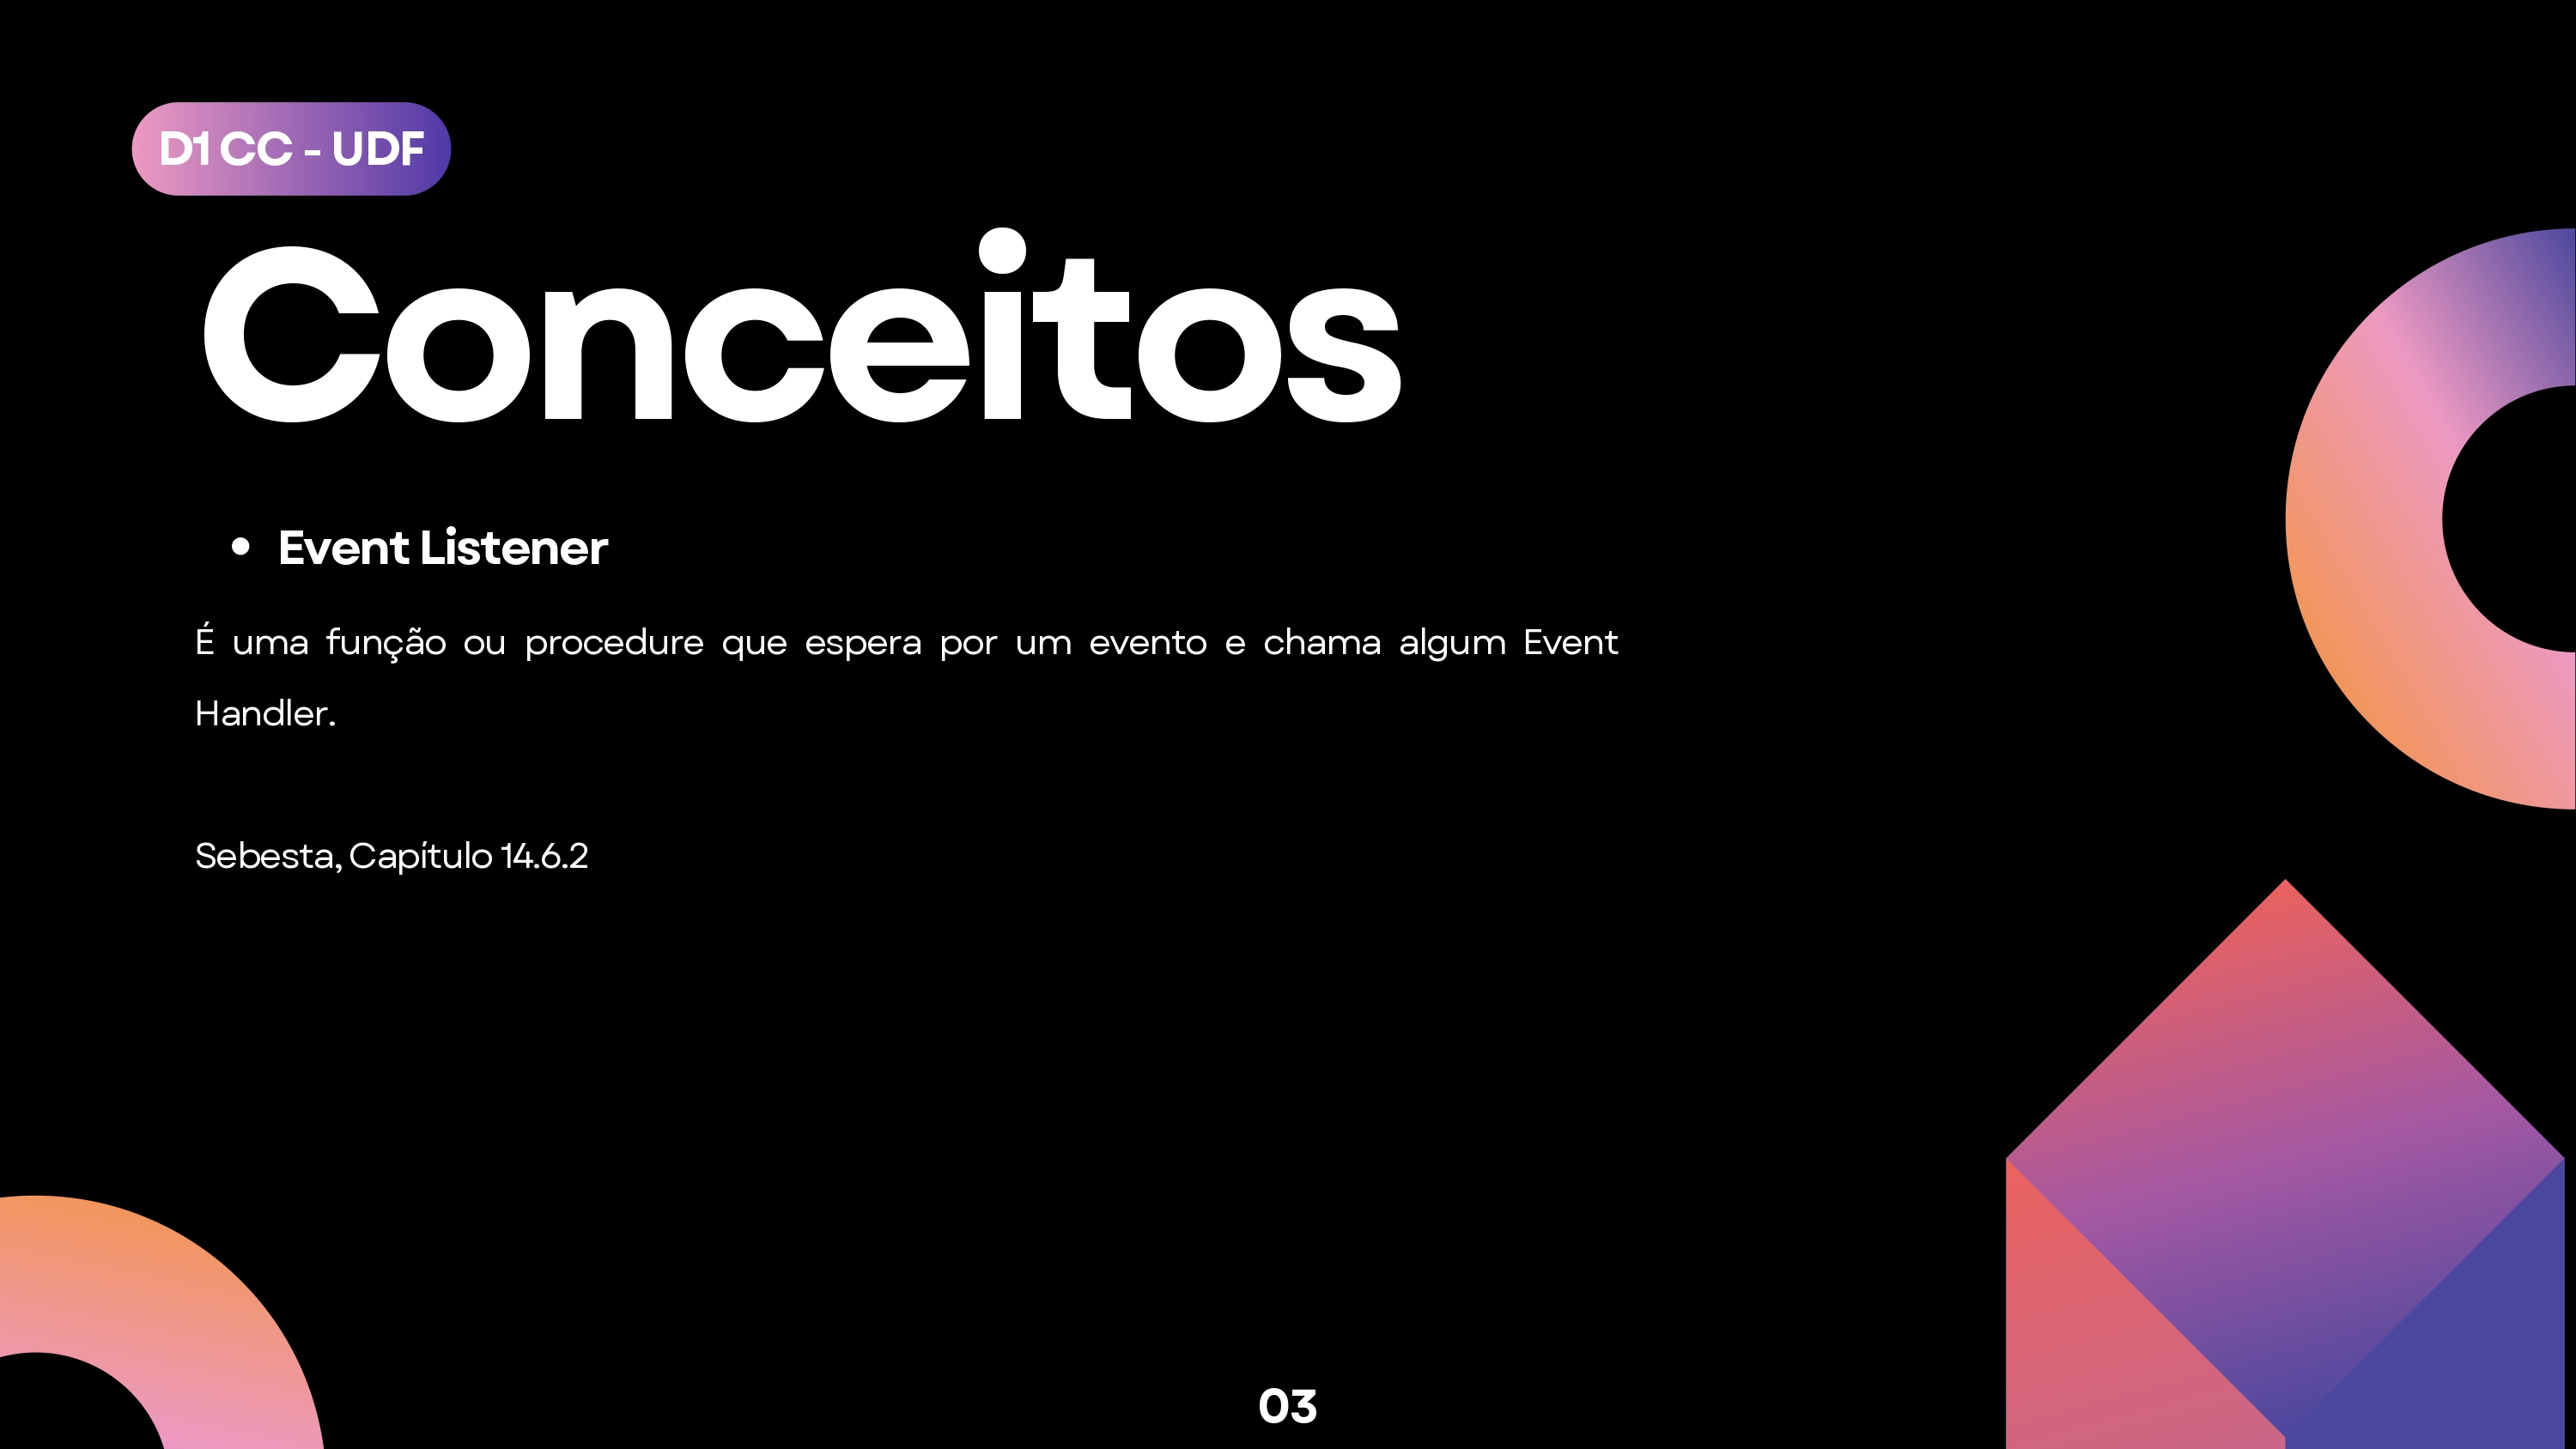 D1 CC - UDF
Conceitos
• Event Listener
É uma função ou procedure que espera por um evento e chama algum Event
Handler.
Sebesta, Capítulo 14.6.2
03